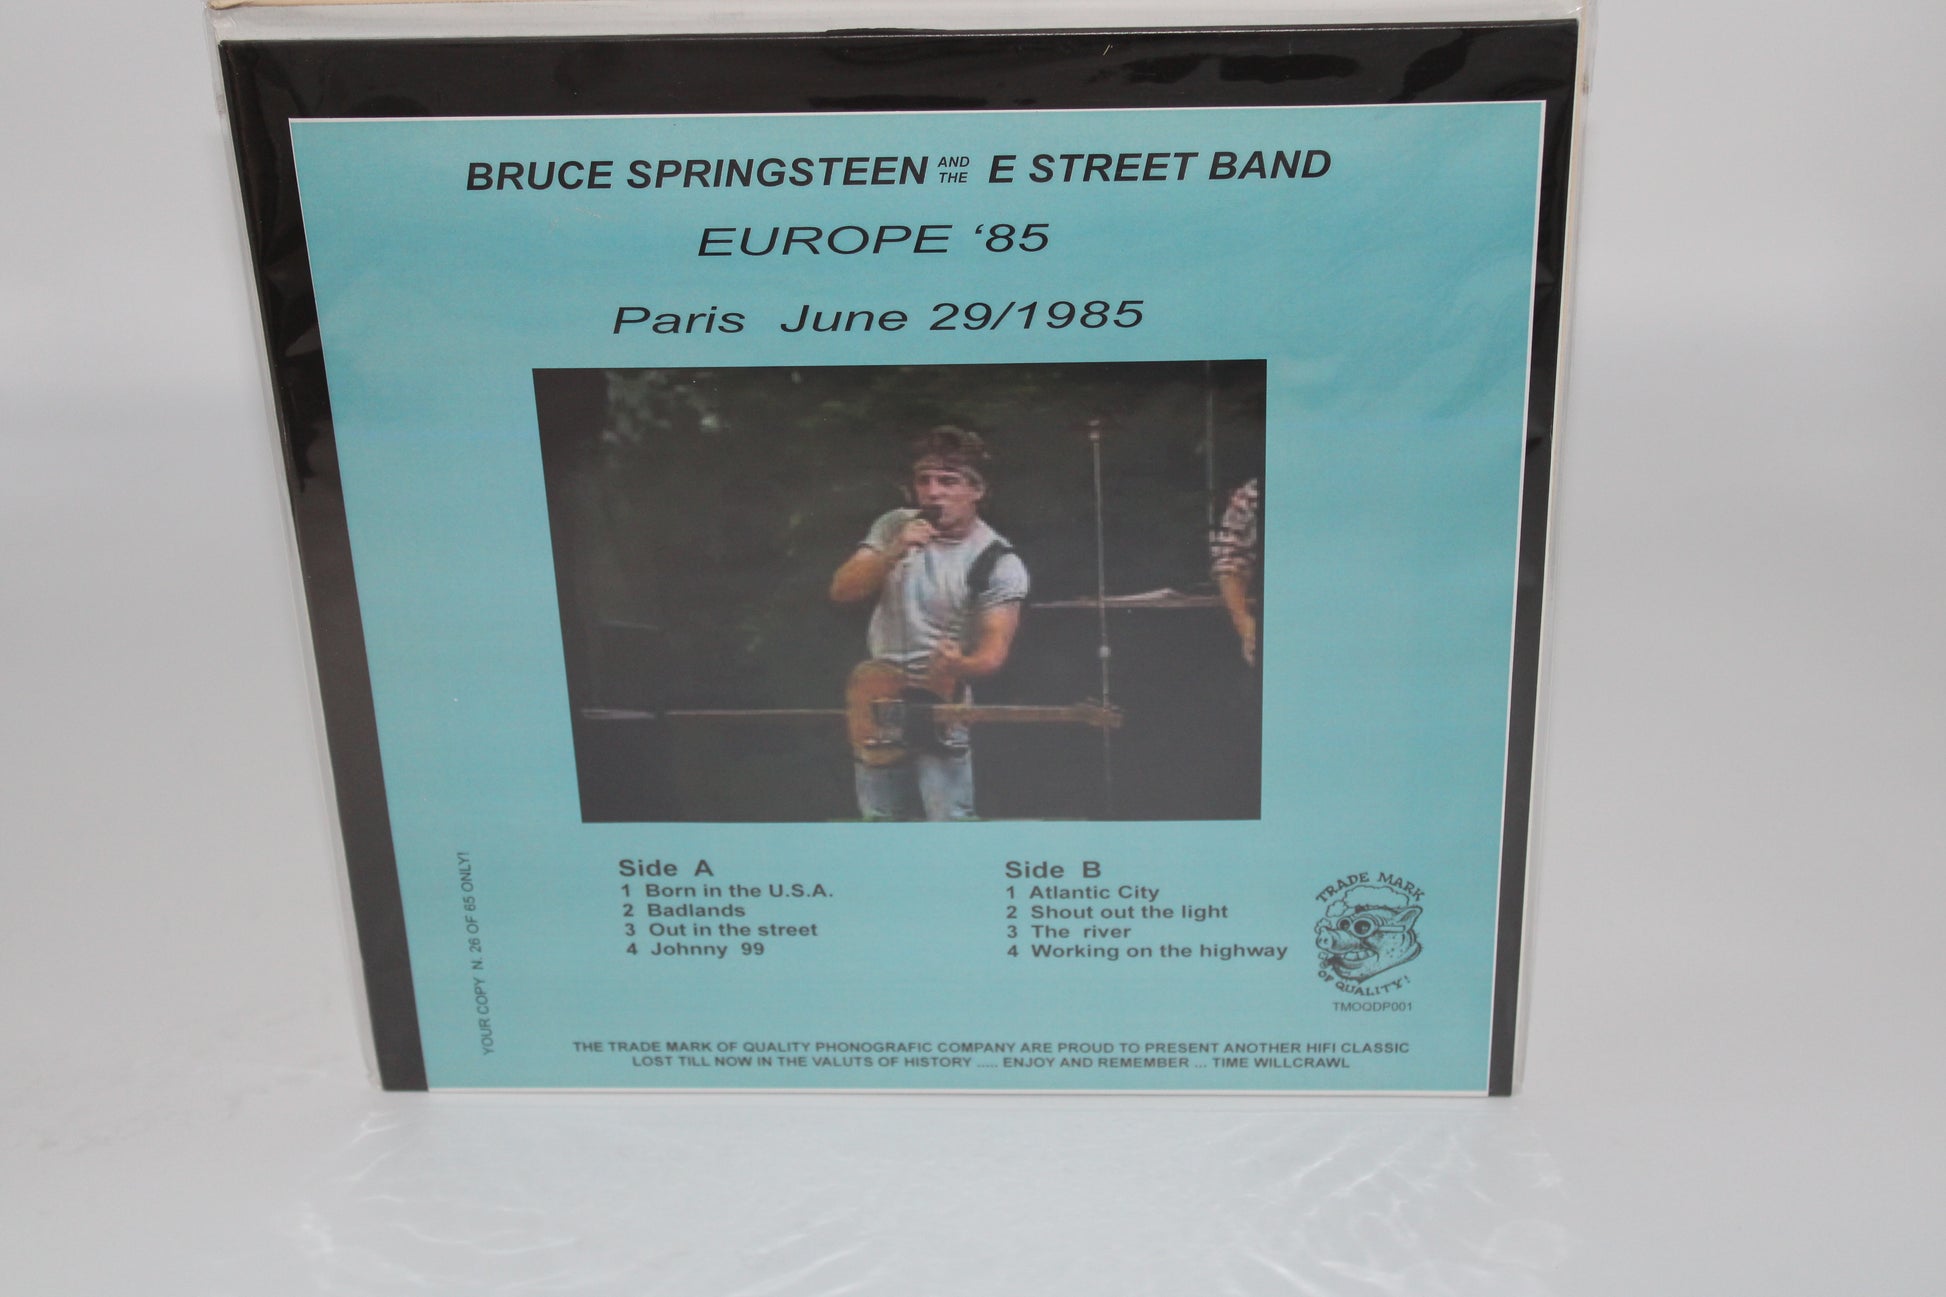 BRUCE SPRINGSTEEN AND THE E STREET BAND
EUROPE ‘85
Paris June 29/1985
Side A
1 Born in the U.S.A.
2 Badlands
3 Out in the street
4 Johnny 99
Side B
1 Atlantic City
2 Shout out the light
3 The river
4 Working on the highway
TRADE MARK
OF QUALITY!
TMOQDP001
YOUR COPY N. 26 OF 65 ONLY!
THE TRADE MARK OF QUALITY PHONOGRAFIC COMPANY ARE PROUD TO PRESENT ANOTHER HIFI CLASSIC
LOST TILL NOW IN THE VALUTS OF HISTORY ..... ENJOY AND REMEMBER ... TIME WILLCRAWL